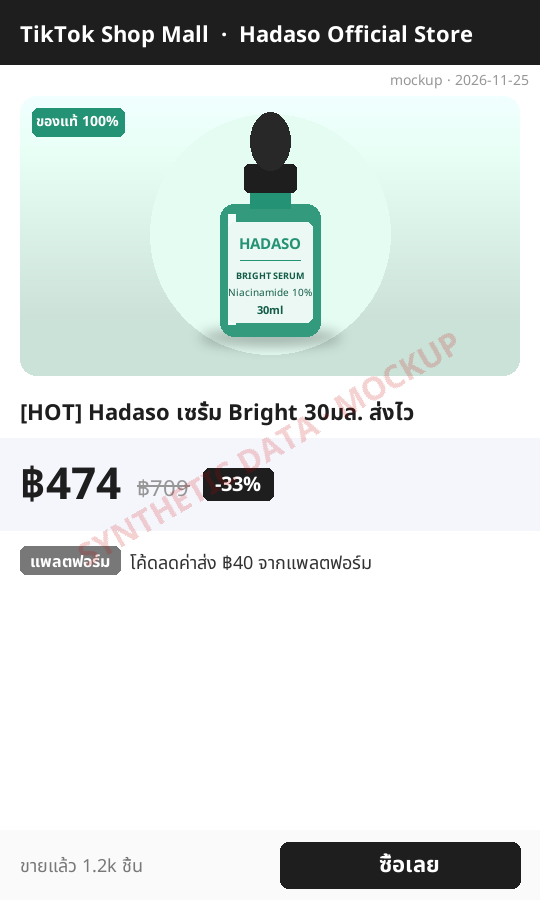 TikTok Shop Mall · Hadaso Official Store
mockup · 2026-11-25
ของแท้ 100%
HADASO
BRIGHT SERUM
Niacinamide 10%
30ml
[HOT] Hadaso เซรั่ม Bright 30มล. ส่งไว
฿474 ฿709 -33%
แพลตฟอร์ม โค้ดลดค่าส่ง ฿40 จากแพลตฟอร์ม
SYNTHETIC DATA · MOCKUP
ขายแล้ว 1.2k ชิ้น
ซื้อเลย